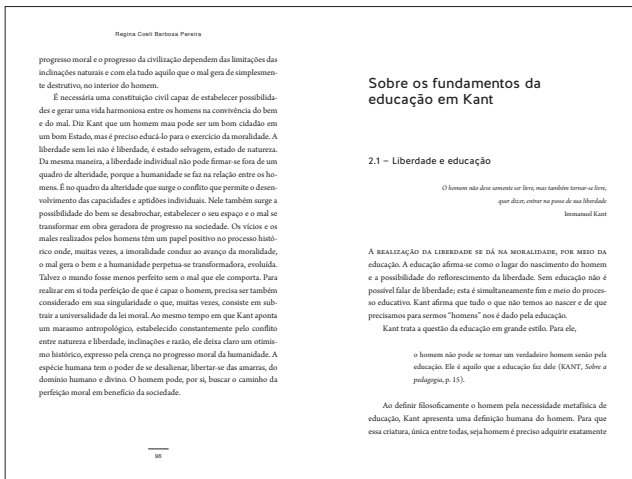 Regina Coeli Barbosa Pereira
progresso moral e o progresso da civilização dependem das limitações das
inclinações naturais e com ela tudo aquilo que o mal gera de simplesmen-
te destrutivo, no interior do homem.
É necessária uma constituição civil capaz de estabelecer possibilida-
des e gerar uma vida harmoniosa entre os homens na convivência do bem
e do mal. Diz Kant que um homem mau pode ser um bom cidadão em
um bom Estado, mas é preciso educá-lo para o exercício da moralidade. A
liberdade sem lei não é liberdade, é estado selvagem, estado de natureza.
Da mesma maneira, a liberdade individual não pode firmar-se fora de um
quadro de alteridade, porque a humanidade se faz na relação entre os ho-
mens. É no quadro da alteridade que surge o conflito que permite o desen-
volvimento das capacidades e aptidões individuais. Nele também surge a
possibilidade do bem se desabrochar, estabelecer o seu espaço e o mal se
transformar em obra geradora de progresso na sociedade. Os vícios e os
males realizados pelos homens têm um papel positivo no processo histó-
rico onde, muitas vezes, a imoralidade conduz ao avanço da moralidade,
o mal gera o bem e a humanidade perpetua-se transformadora, evoluída.
Talvez o mundo fosse menos perfeito sem o mal que ele comporta. Para
realizar em si toda perfeição de que é capaz o homem, precisa ser também
considerado em sua singularidade o que, muitas vezes, consiste em sub-
trair a universalidade da lei moral. Ao mesmo tempo em que Kant aponta
um marasmo antropológico, estabelecido constantemente pelo conflito
entre natureza e liberdade, inclinações e razão, ele deixa claro um otimis-
mo histórico, expresso pela crença no progresso moral da humanidade. A
espécie humana tem o poder de se desalienar, libertar-se das amarras, do
domínio humano e divino. O homem pode, por si, buscar o caminho da
perfeição moral em benefício da sociedade.
96
Sobre os fundamentos da
educação em Kant
2.1 – Liberdade e educação
O homem não deve somente ser livre, mas também tornar-se livre,
quer dizer, entrar na posse de sua liberdade
Immanuel Kant
A REALIZAÇÃO DA LIBERDADE SE DÁ NA MORALIDADE, POR MEIO DA
educação. A educação afirma-se como o lugar do nascimento do homem
e a possibilidade do reflorescimento da liberdade. Sem educação não é
possível falar de liberdade; esta é simultaneamente fim e meio do proces-
so educativo. Kant afirma que tudo o que não temos ao nascer e de que
precisamos para sermos “homens” nos é dado pela educação.
Kant trata a questão da educação em grande estilo. Para ele,
o homem não pode se tornar um verdadeiro homem senão pela
educação. Ele é aquilo que a educação faz dele (KANT, Sobre a
pedagogia, p. 15).
Ao definir filosoficamente o homem pela necessidade metafísica de
educação, Kant apresenta uma definição humana do homem. Para que
essa criatura, única entre todas, seja homem é preciso adquirir exatamente